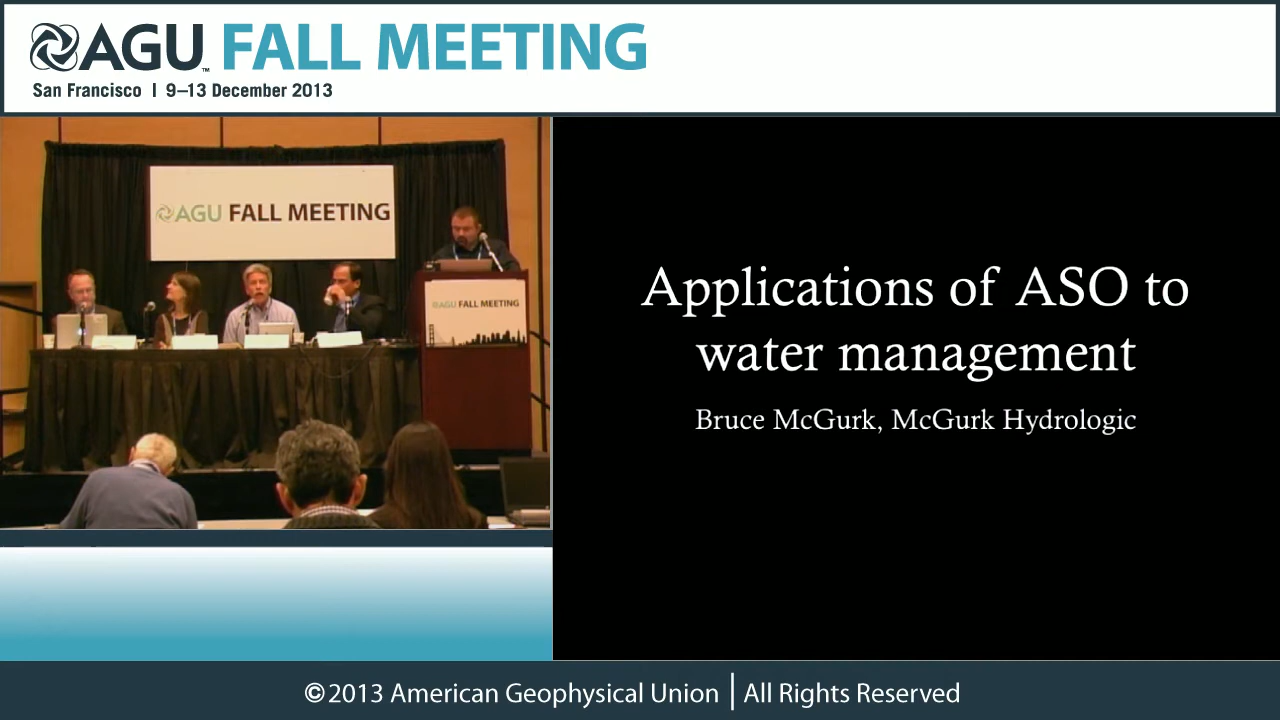 AGU™ FALL MEETING
San Francisco | 9–13 December 2013
AGU FALL MEETING
AGU FALL MEETING
Applications of ASO to
water management
Bruce McGurk, McGurk Hydrologic
©2013 American Geophysical Union | All Rights Reserved